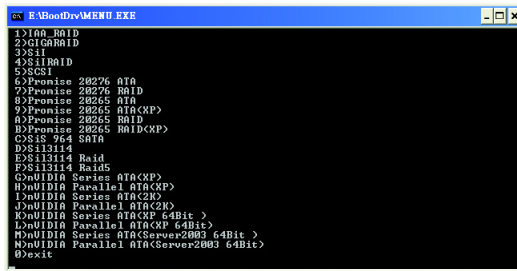 E:\BootDrv\MENU.EXE
1)IAA_RAID
2)GIGARAID
3)SiI
4)SiIRAID
5)SCSI
6)Promise 20276 ATA
7)Promise 20276 RAID
8)Promise 20265 ATA
9)Promise 20265 ATA(XP)
A)Promise 20265 RAID
B)Promise 20265 RAID(XP)
C)SiS 964 SATA
D)Sil3114
E)Sil3114 Raid
F)Sil3114 Raid5
G)nVIDIA Series ATA(XP)
H)nVIDIA Parallel ATA(XP)
I)nVIDIA Series ATA(2K)
J)nVIDIA Parallel ATA(2K)
K)nVIDIA Series ATA(XP 64Bit )
L)nVIDIA Parallel ATA(XP 64Bit)
M)nVIDIA Series ATA(Server2003 64Bit )
N)nVIDIA Parallel ATA(Server2003 64Bit)
0)exit